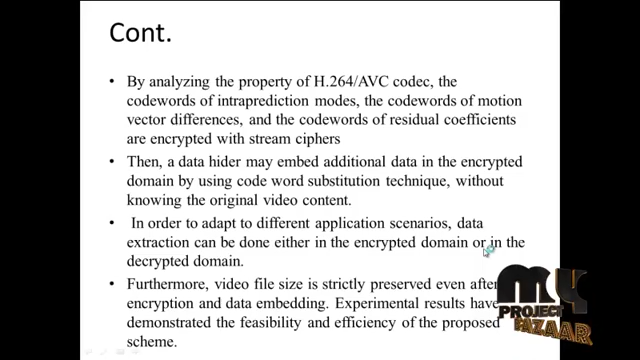 Cont.
• By analyzing the property of H.264/AVC codec, the
codewords of intraprediction modes, the codewords of motion
vector differences, and the codewords of residual coefficients
are encrypted with stream ciphers
• Then, a data hider may embed additional data in the encrypted
domain by using code word substitution technique, without
knowing the original video content.
• In order to adapt to different application scenarios, data
extraction can be done either in the encrypted domain or in the
decrypted domain.
• Furthermore, video file size is strictly preserved even after
encryption and data embedding. Experimental results have
demonstrated the feasibility and efficiency of the proposed
scheme.
my
PROJECT
FAZAAR